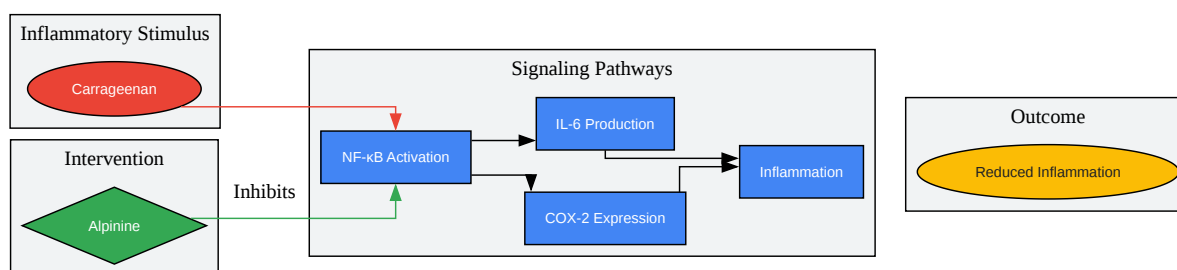 Inflammatory Stimulus
Carrageenan
Intervention
Alpinine
Inhibits
Signaling Pathways
NF-κB Activation
IL-6 Production
COX-2 Expression
Inflammation
Outcome
Reduced Inflammation